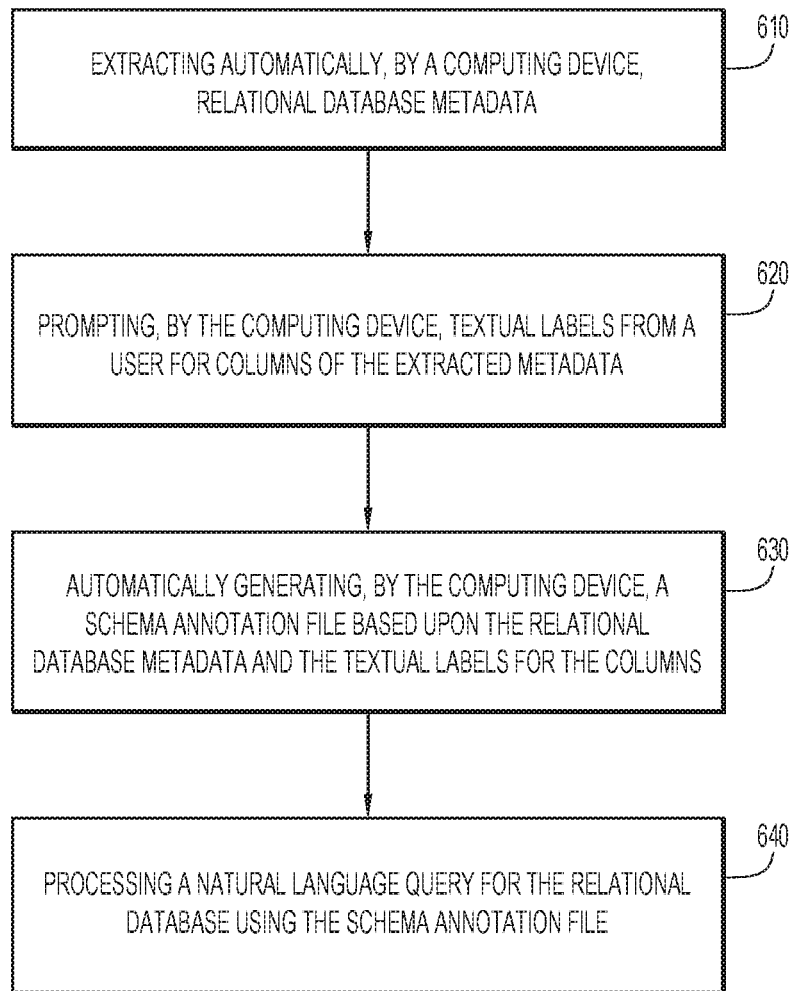 610
EXTRACTING AUTOMATICALLY, BY A COMPUTING DEVICE,
RELATIONAL DATABASE METADATA
620
PROMPTING, BY THE COMPUTING DEVICE, TEXTUAL LABELS FROM A
USER FOR COLUMNS OF THE EXTRACTED METADATA
630
AUTOMATICALLY GENERATING, BY THE COMPUTING DEVICE, A
SCHEMA ANNOTATION FILE BASED UPON THE RELATIONAL
DATABASE METADATA AND THE TEXTUAL LABELS FOR THE COLUMNS
640
PROCESSING A NATURAL LANGUAGE QUERY FOR THE RELATIONAL
DATABASE USING THE SCHEMA ANNOTATION FILE